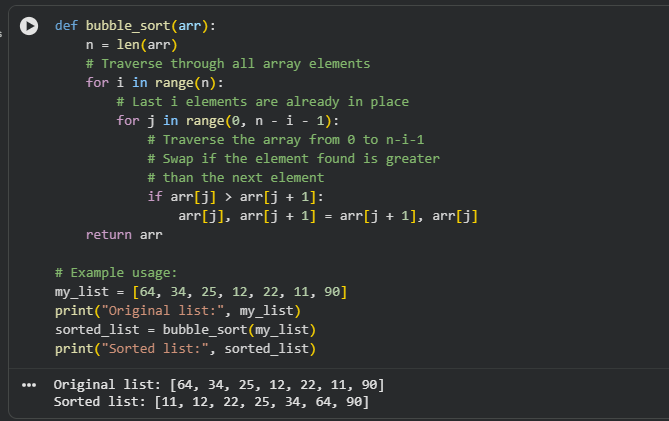 def bubble_sort(arr):
    n = len(arr)
    # Traverse through all array elements
    for i in range(n):
        # Last i elements are already in place
        for j in range(0, n - i - 1):
            # Traverse the array from 0 to n-i-1
            # Swap if the element found is greater
            # than the next element
            if arr[j] > arr[j + 1]:
                arr[j], arr[j + 1] = arr[j + 1], arr[j]
    return arr

# Example usage:
my_list = [64, 34, 25, 12, 22, 11, 90]
print("Original list:", my_list)
sorted_list = bubble_sort(my_list)
print("Sorted list:", sorted_list)
Original list: [64, 34, 25, 12, 22, 11, 90]
Sorted list: [11, 12, 22, 25, 34, 64, 90]